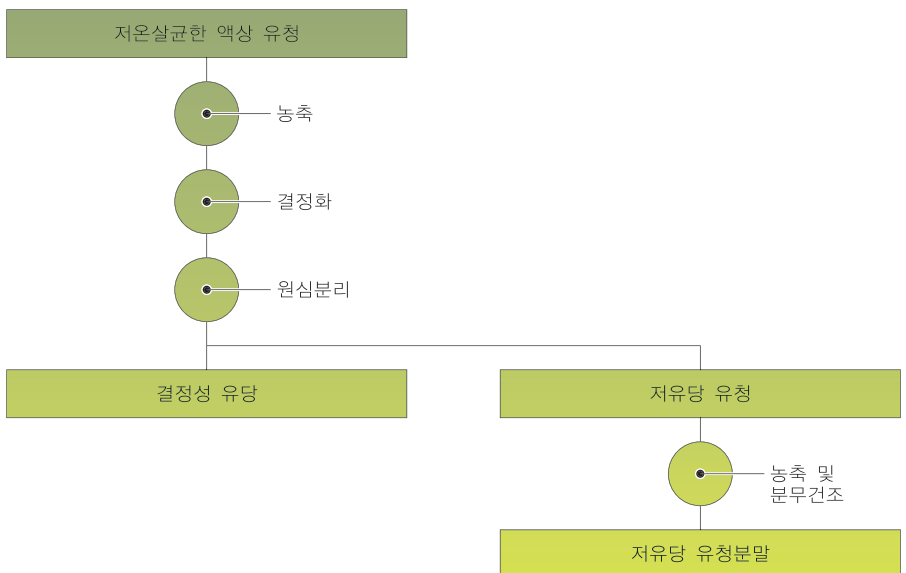 저온살균한 액상 유청
농축
결정화
원심분리
결정성 유당
저유당 유청
농축 및
분무건조
저유당 유청분말